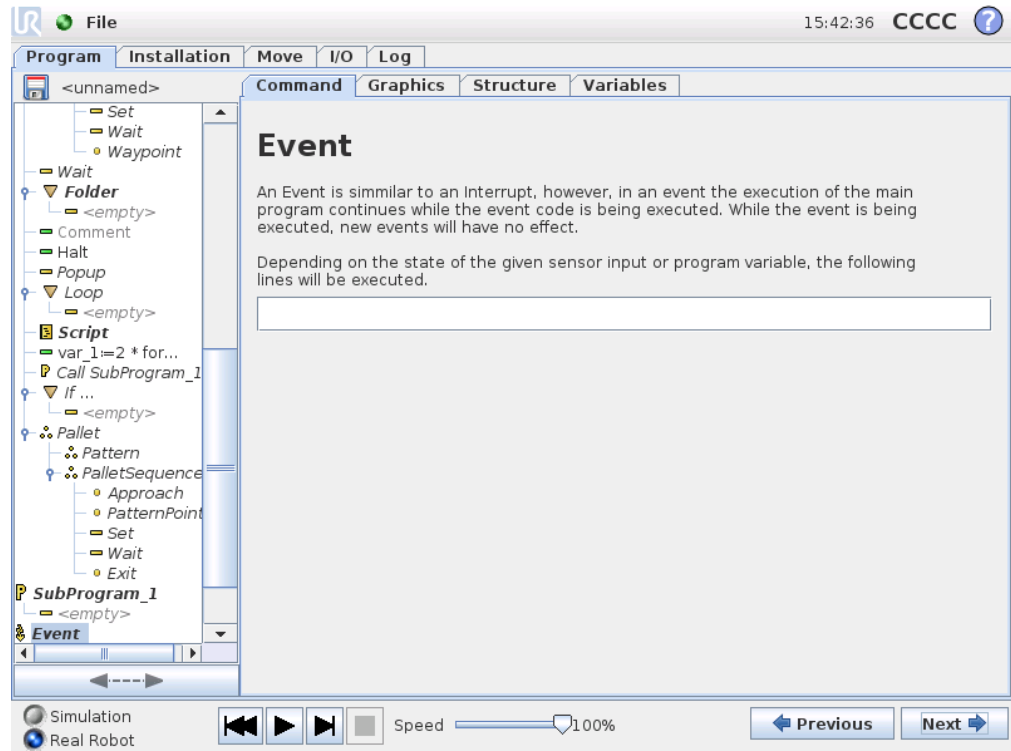 UR File 15:42:36 CCCC ?
Program Installation Move I/O Log
<unnamed>
Command Graphics Structure Variables
Set
Wait
Waypoint
Wait
Folder
<empty>
Comment
Halt
Popup
Loop
<empty>
Script
var_1:=2 * for...
P Call SubProgram_1
If ...
<empty>
Pallet
Pattern
PalletSequence
Approach
PatternPoint
Set
Wait
Exit
P SubProgram_1
<empty>
Event
Event
An Event is simmilar to an Interrupt, however, in an event the execution of the main
program continues while the event code is being executed. While the event is being
executed, new events will have no effect.
Depending on the state of the given sensor input or program variable, the following
lines will be executed.
Simulation
Real Robot
Speed 100%
Previous Next